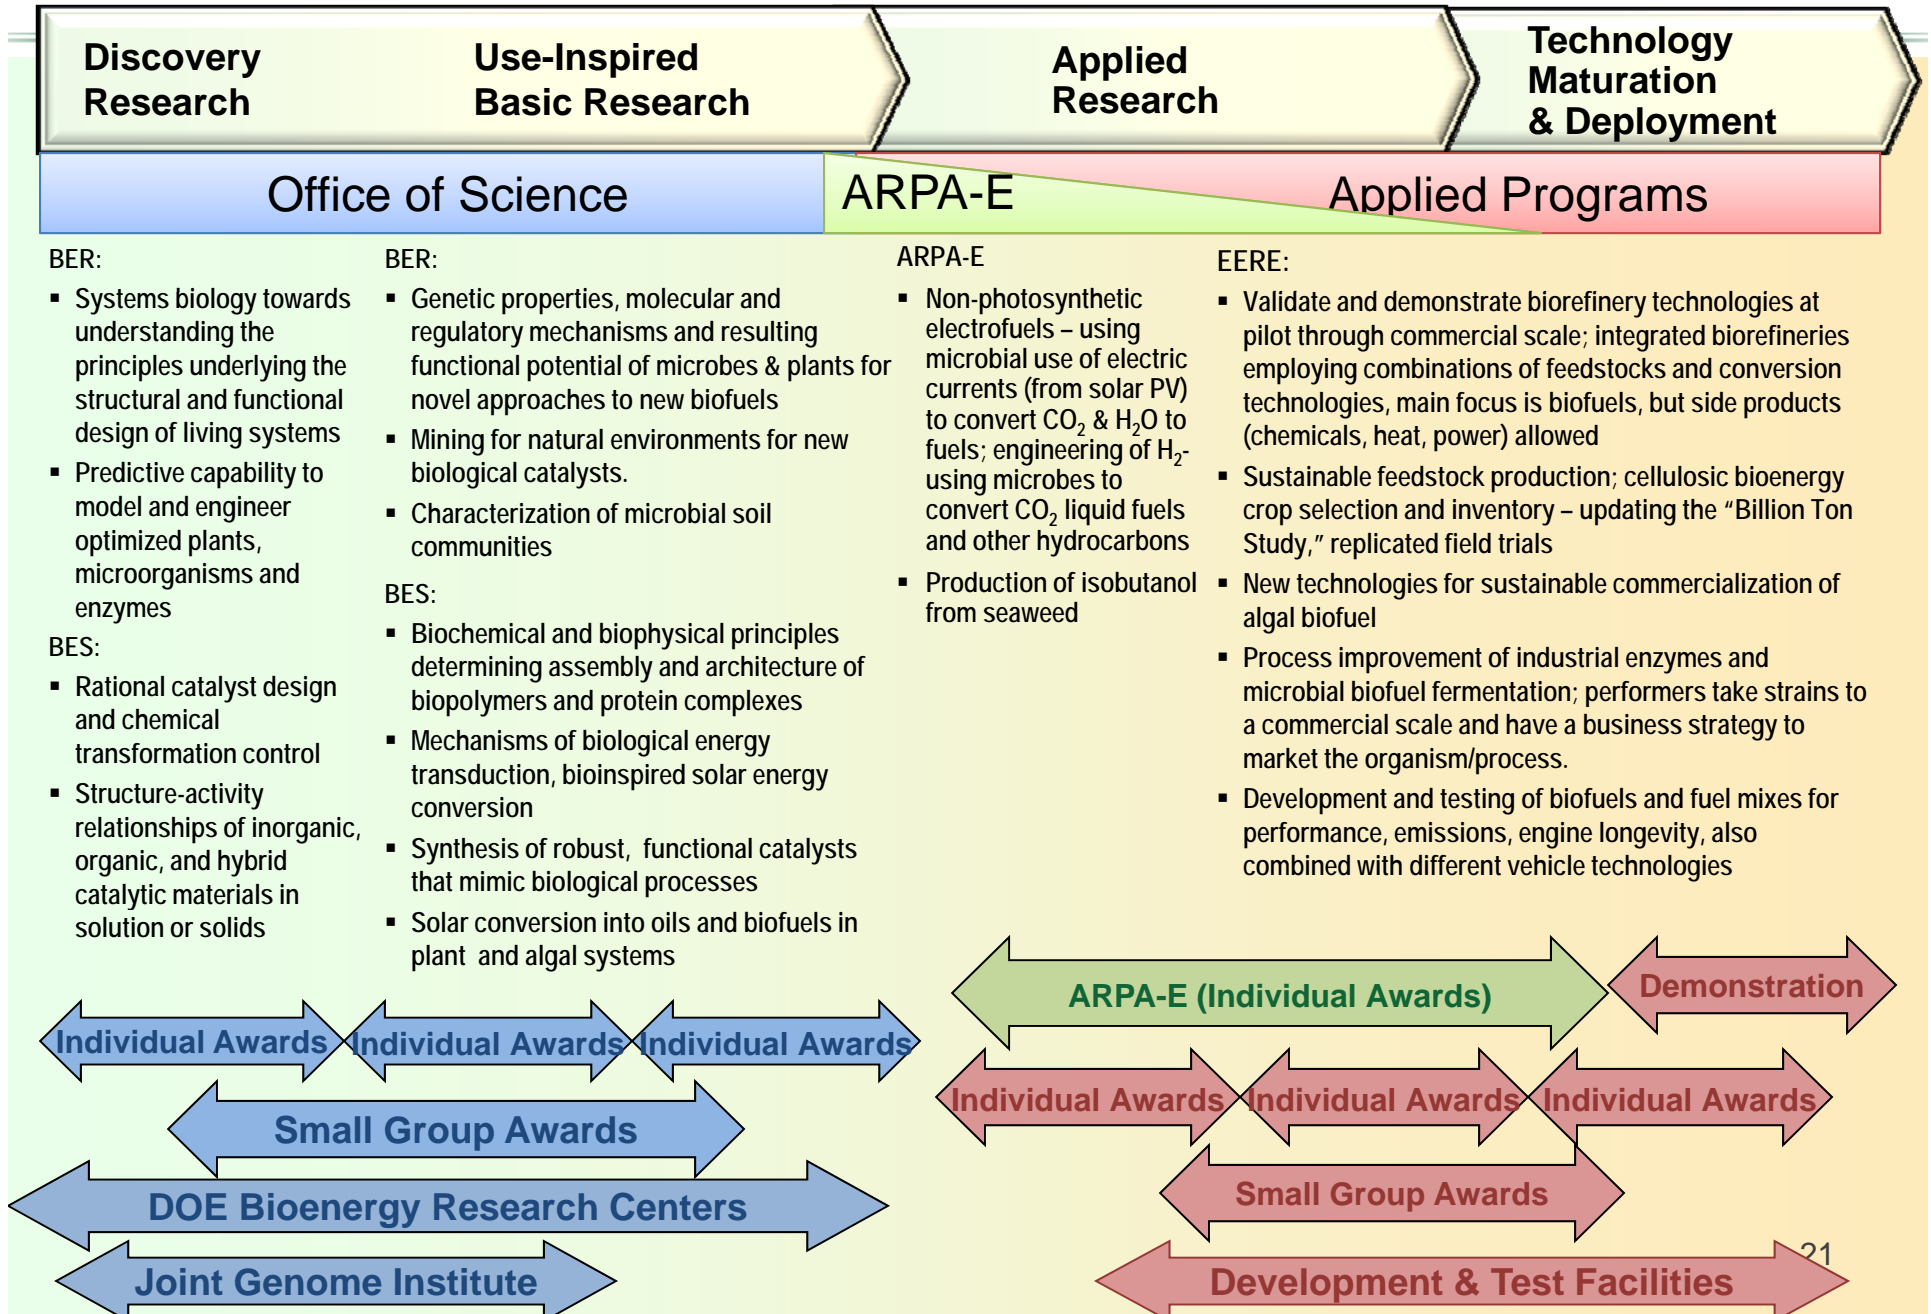 Discovery
Research
Use-Inspired
Basic Research
Applied
Research
Technology
Maturation
& Deployment
Office of Science
ARPA-E
Applied Programs
BER:
▪ Systems biology towards
understanding the
principles underlying the
structural and functional
design of living systems
▪ Predictive capability to
model and engineer
optimized plants,
microorganisms and
enzymes
BES:
▪ Rational catalyst design
and chemical
transformation control
▪ Structure-activity
relationships of inorganic,
organic, and hybrid
catalytic materials in
solution or solids
BER:
▪ Genetic properties, molecular and
regulatory mechanisms and resulting
functional potential of microbes & plants for
novel approaches to new biofuels
▪ Mining for natural environments for new
biological catalysts.
▪ Characterization of microbial soil
communities
BES:
▪ Biochemical and biophysical principles
determining assembly and architecture of
biopolymers and protein complexes
▪ Mechanisms of biological energy
transduction, bioinspired solar energy
conversion
▪ Synthesis of robust, functional catalysts
that mimic biological processes
▪ Solar conversion into oils and biofuels in
plant and algal systems
ARPA-E
▪ Non-photosynthetic
electrofuels – using
microbial use of electric
currents (from solar PV)
to convert CO₂ & H₂O to
fuels; engineering of H₂-
using microbes to
convert CO₂ liquid fuels
and other hydrocarbons
▪ Production of isobutanol
from seaweed
EERE:
▪ Validate and demonstrate biorefinery technologies at
pilot through commercial scale; integrated biorefineries
employing combinations of feedstocks and conversion
technologies, main focus is biofuels, but side products
(chemicals, heat, power) allowed
▪ Sustainable feedstock production; cellulosic bioenergy
crop selection and inventory – updating the “Billion Ton
Study,” replicated field trials
▪ New technologies for sustainable commercialization of
algal biofuel
▪ Process improvement of industrial enzymes and
microbial biofuel fermentation; performers take strains to
a commercial scale and have a business strategy to
market the organism/process.
▪ Development and testing of biofuels and fuel mixes for
performance, emissions, engine longevity, also
combined with different vehicle technologies
Individual Awards
Individual Awards
Individual Awards
Small Group Awards
DOE Bioenergy Research Centers
Joint Genome Institute
ARPA-E (Individual Awards)
Demonstration
Individual Awards
Individual Awards
Individual Awards
Small Group Awards
Development & Test Facilities
21